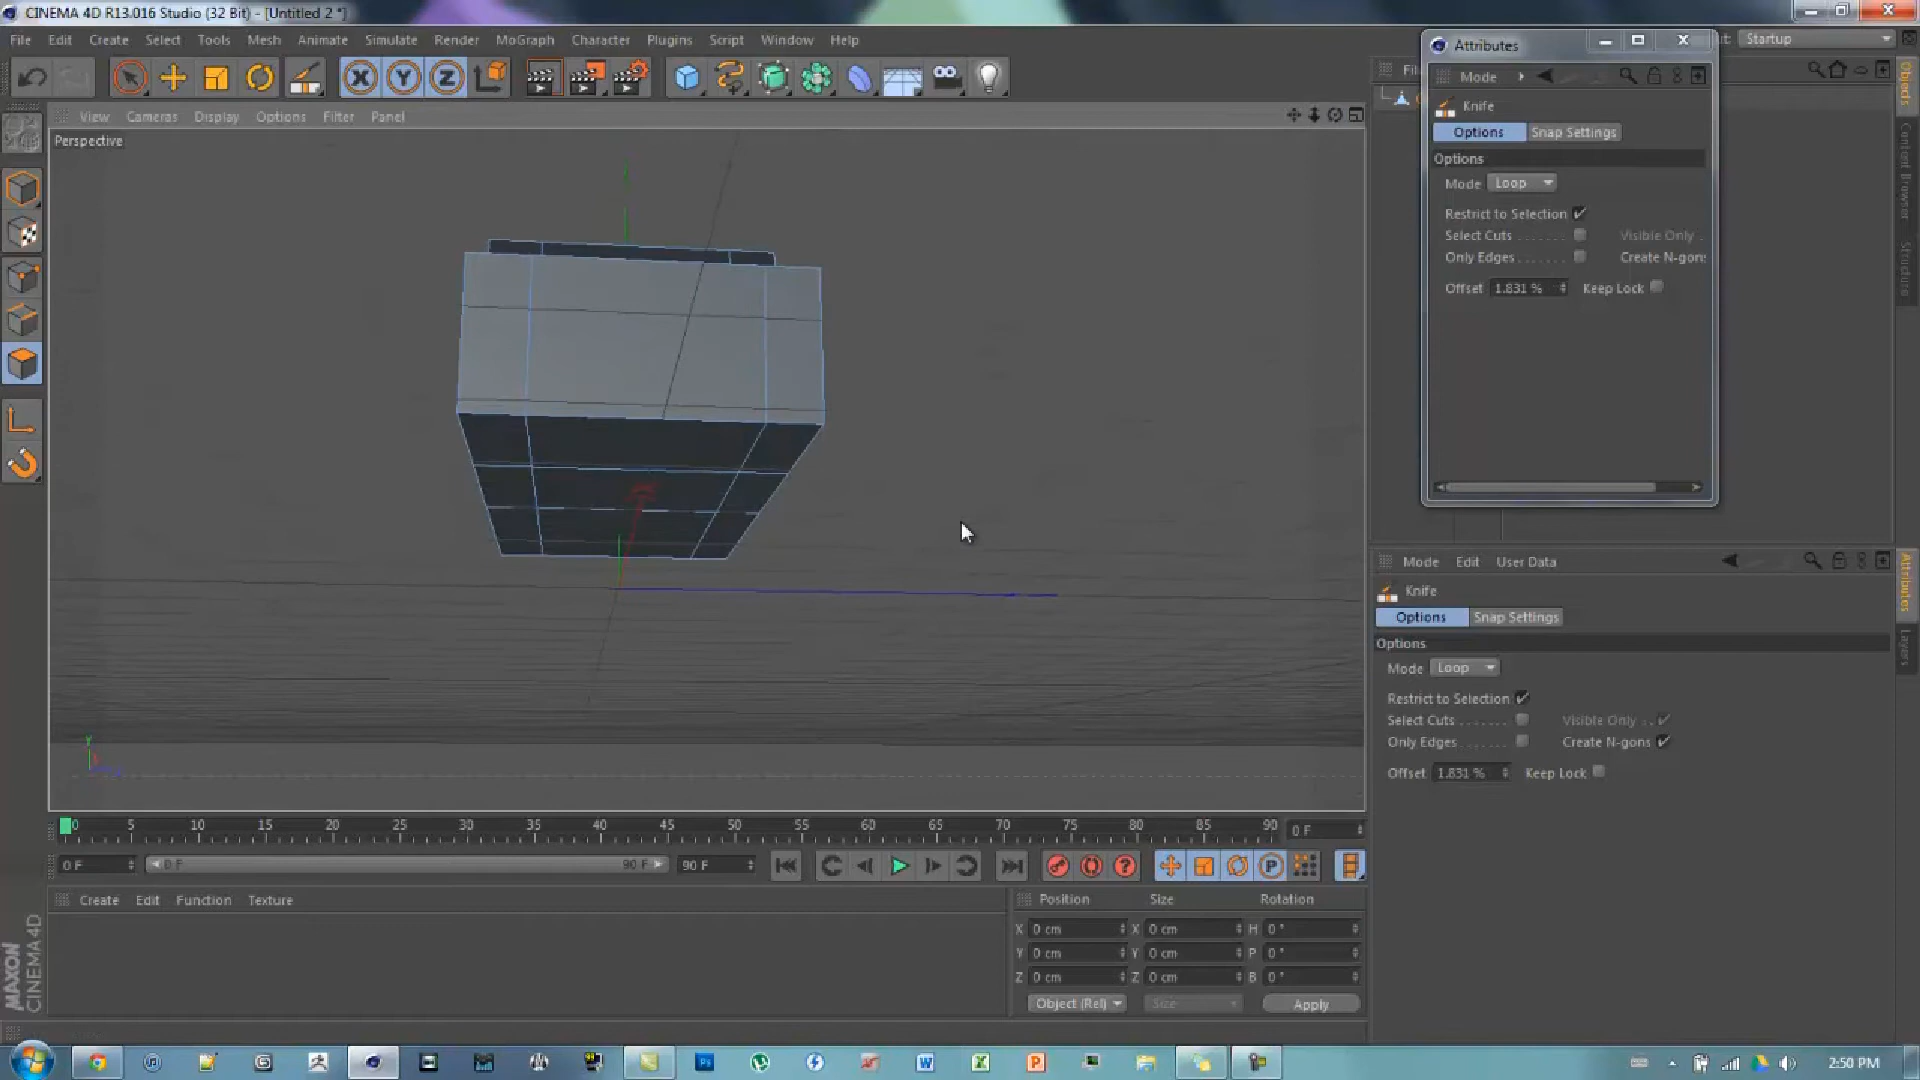 CINEMA 4D R13.016 Studio (32 Bit) - [Untitled 2 *]
File Edit Create Select Tools Mesh Animate Simulate Render MoGraph Character Plugins Script Window Help
Startup
X Y Z
View Cameras Display Options Filter Panel
Perspective
Attributes
Mode
Knife
Options Snap Settings
Options
Mode Loop
Restrict to Selection
Select Cuts Visible Only
Only Edges Create N-gons
Offset 1.831 % Keep Lock
Objects
Content Browser
Structure
Mode Edit User Data
Knife
Options Snap Settings
Options
Mode Loop
Restrict to Selection
Select Cuts Visible Only
Only Edges Create N-gons
Offset 1.831 % Keep Lock
Attributes
Layers
Y
0 5 10 15 20 25 30 35 40 45 50 55 60 65 70 75 80 85 90 0 F
0 F 0 F 90 F 90 F
Create Edit Function Texture
Position Size Rotation
X 0 cm X 0 cm H 0 °
Y 0 cm Y 0 cm P 0 °
Z 0 cm Z 0 cm B 0 °
Object (Rel) Size Apply
MAXON
CINEMA 4D
2:50 PM